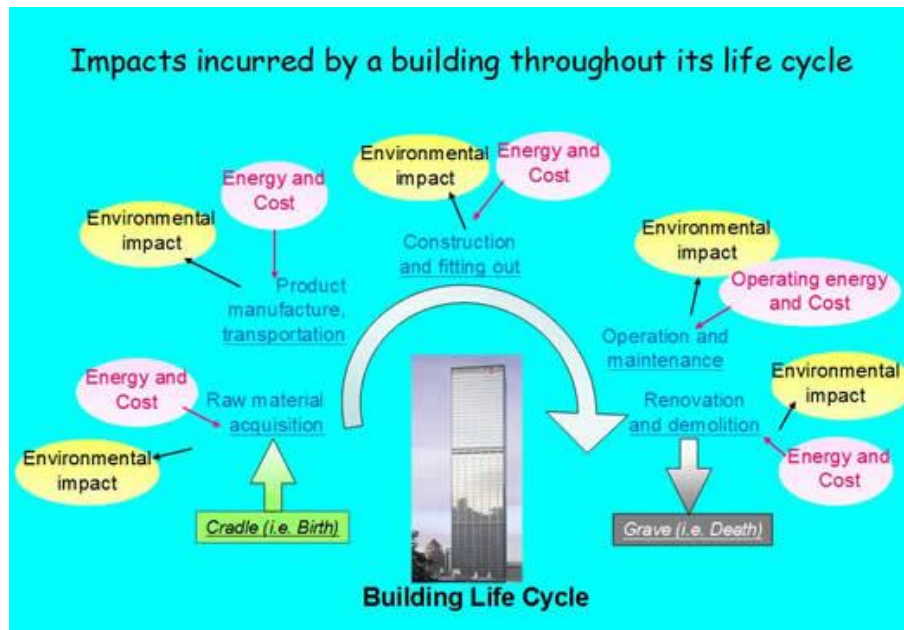 Impacts incurred by a building throughout its life cycle
Environmental
impact
Energy and
Cost
Construction
and fitting out
Energy and
Cost
Environmental
impact
Product
manufacture,
transportation
Environmental
impact
Operating energy
and Cost
Operation and
maintenance
Energy and
Cost
Raw material
acquisition
Environmental
impact
Environmental
impact
Renovation
and demolition
Energy and
Cost
Cradle (i.e. Birth)
Grave (i.e. Death)
Building Life Cycle